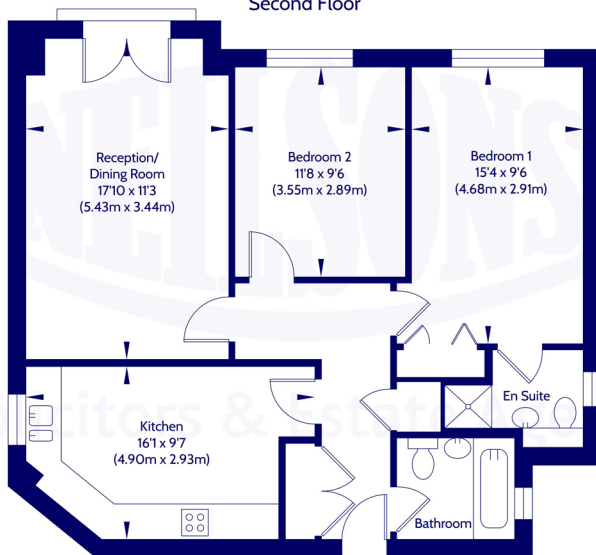 Second Floor
NEILSONS
Reception/
Dining Room
17'10 x 11'3
(5.43m x 3.44m)
Bedroom 2
11'8 x 9'6
(3.55m x 2.89m)
Bedroom 1
15'4 x 9'6
(4.68m x 2.91m)
En Suite
Kitchen
16'1 x 9'7
(4.90m x 2.93m)
Bathroom